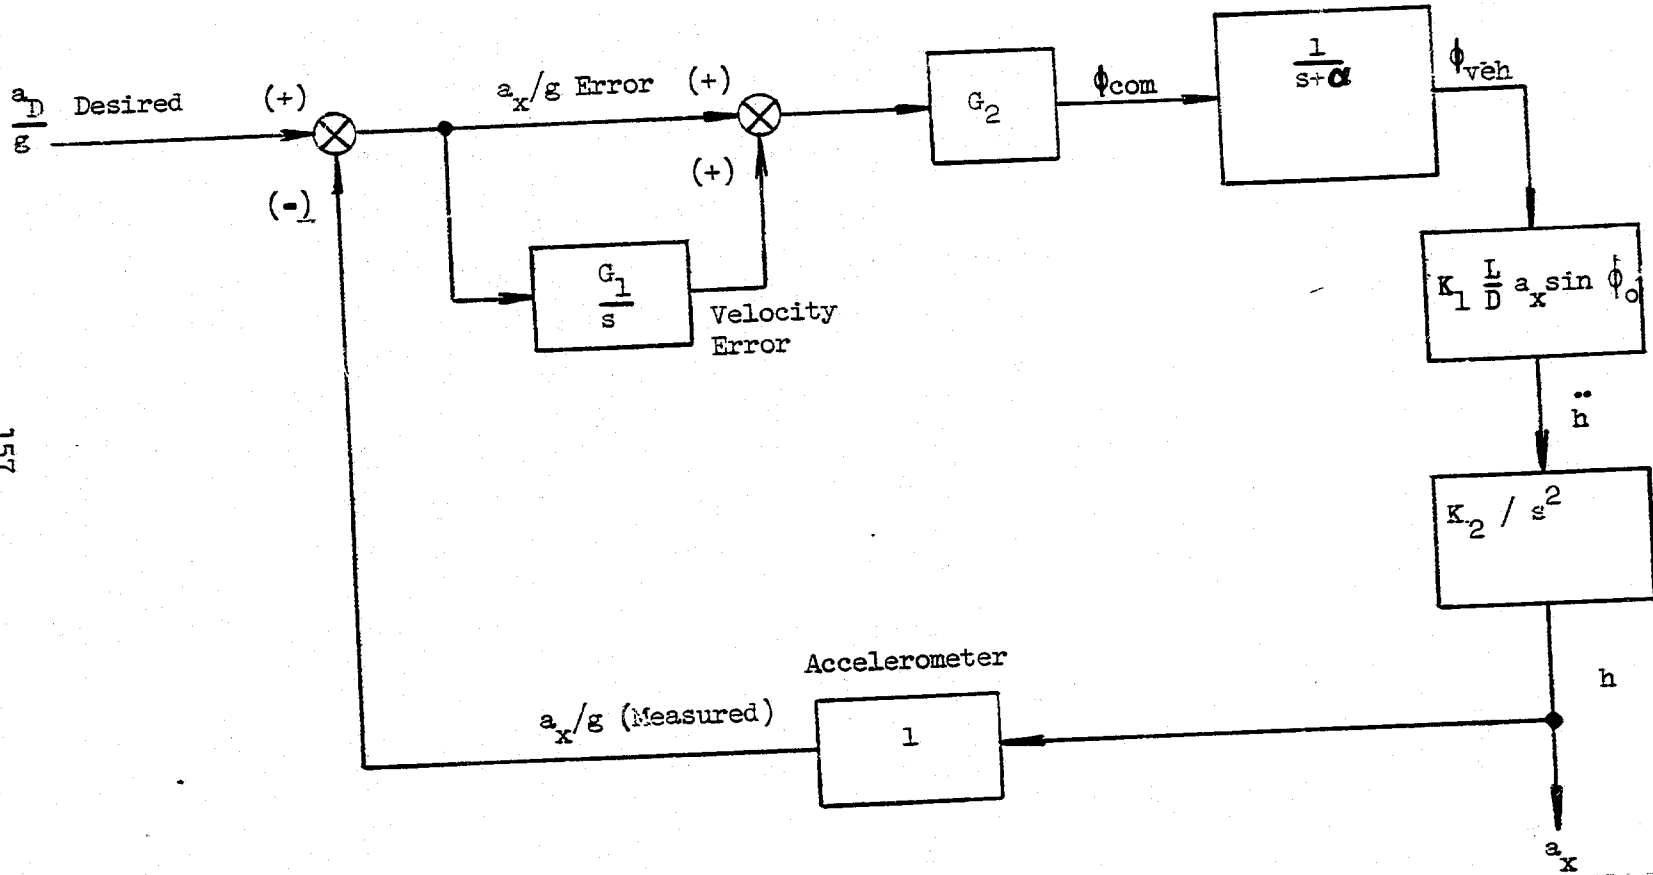 a_D/g Desired
(+)
(-)
a_x/g Error
(+)
(+)
G_1/s
Velocity
Error
G_2
ϕcom
1/(s+α)
ϕveh
K_1 L/D a_x sin ϕ_o
ḧ
K_2 / s^2
h
a_x
Accelerometer
1
a_x/g (Measured)
157